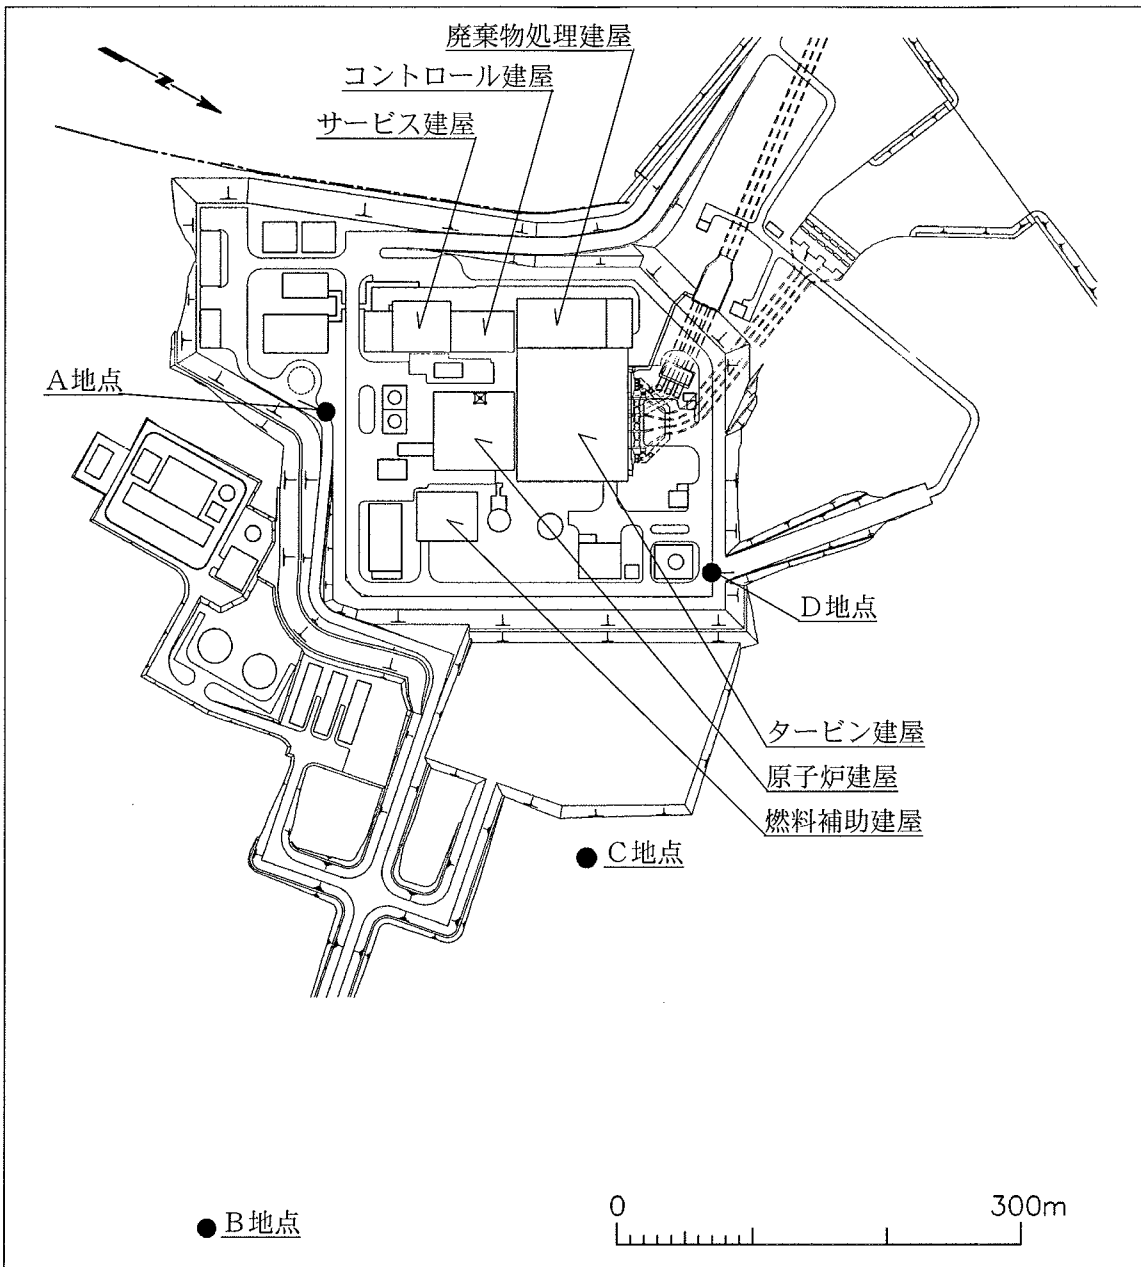 廃棄物処理建屋
コントロール建屋
サービス建屋
N
A地点
D地点
タービン建屋
原子炉建屋
燃料補助建屋
C地点
0 300m
B地点